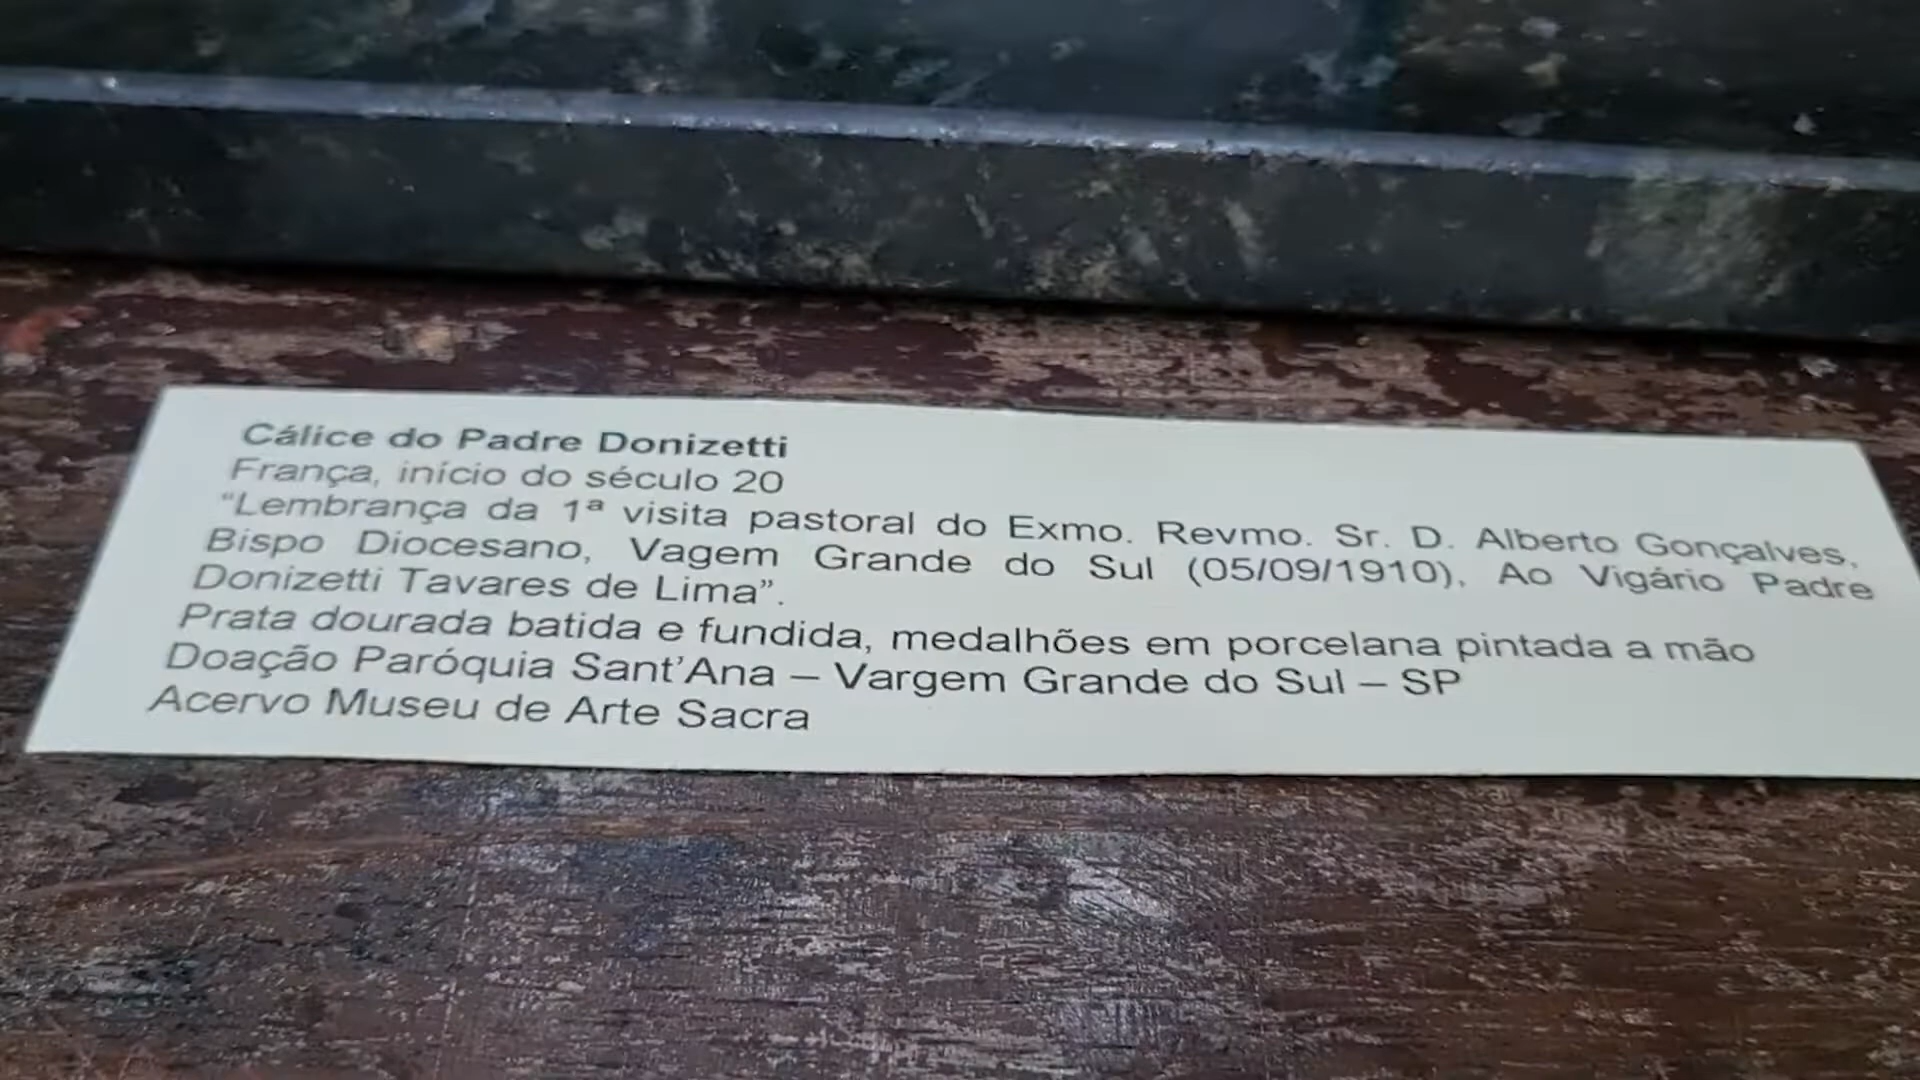 Cálice do Padre Donizetti
França, início do século 20
“Lembrança da 1ª visita pastoral do Exmo. Revmo. Sr. D. Alberto Gonçalves,
Bispo Diocesano, Vagem Grande do Sul (05/09/1910), Ao Vigário Padre
Donizetti Tavares de Lima”.
Prata dourada batida e fundida, medalhões em porcelana pintada a mão
Doação Paróquia Sant’Ana – Vargem Grande do Sul – SP
Acervo Museu de Arte Sacra